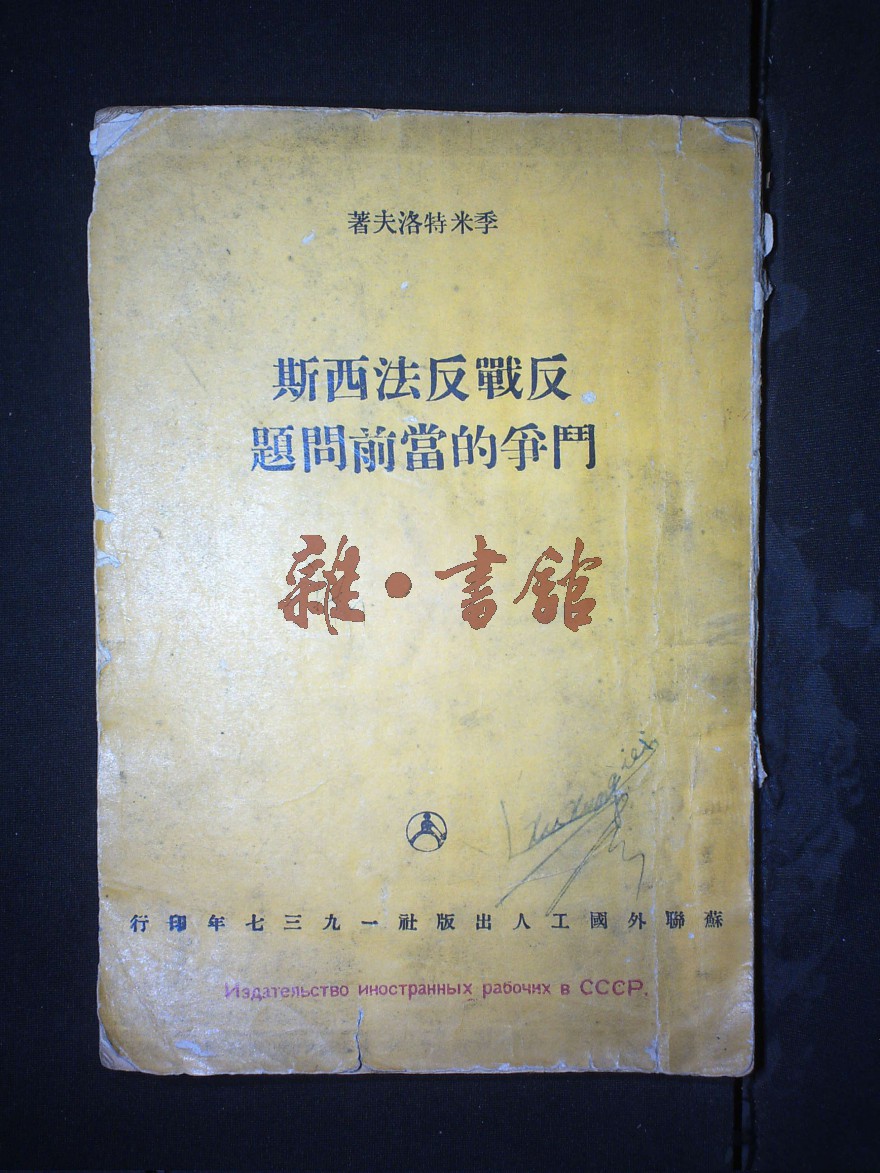 季米特洛夫著
反戰反法西斯
鬥爭的當前問題
雜·書館
蘇聯外國工人出版社一九三七年印行
Издательство иностранных рабочих в СССР.